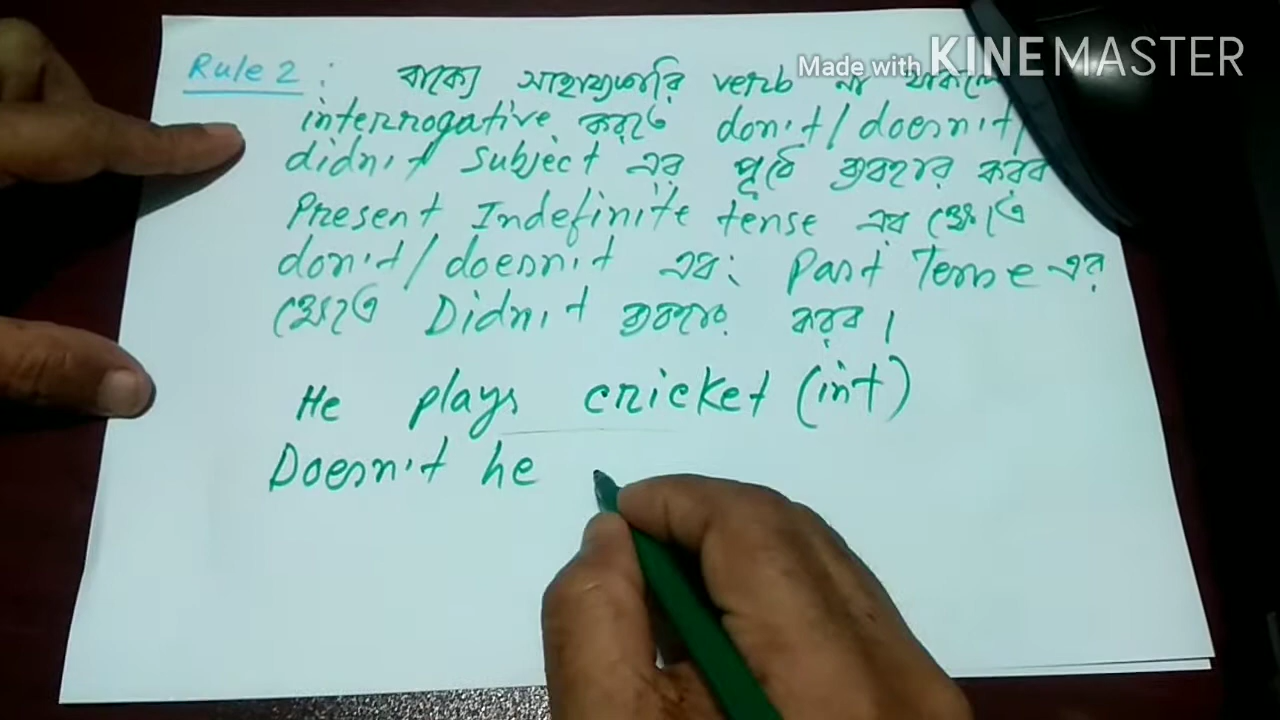 Made with KINEMASTER
Rule 2 : বাক্যে সাহায্যকারি verb না থাকলে
interrogative করতে don't/doesn't/
didn't subject এর পূর্বে ব্যবহার করব
Present Indefinite tense এর ক্ষেত্রে
don't/doesn't এবং Past Tense এর
ক্ষেত্রে Didn't ব্যবহার করব।
He plays cricket (int)
Doesn't he